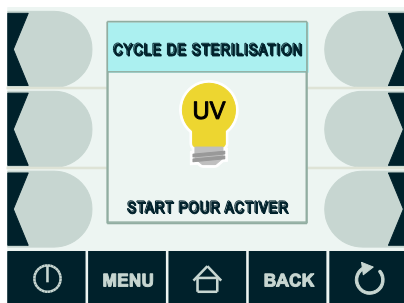 CYCLE DE STERILISATION
UV
START POUR ACTIVER
MENU
BACK